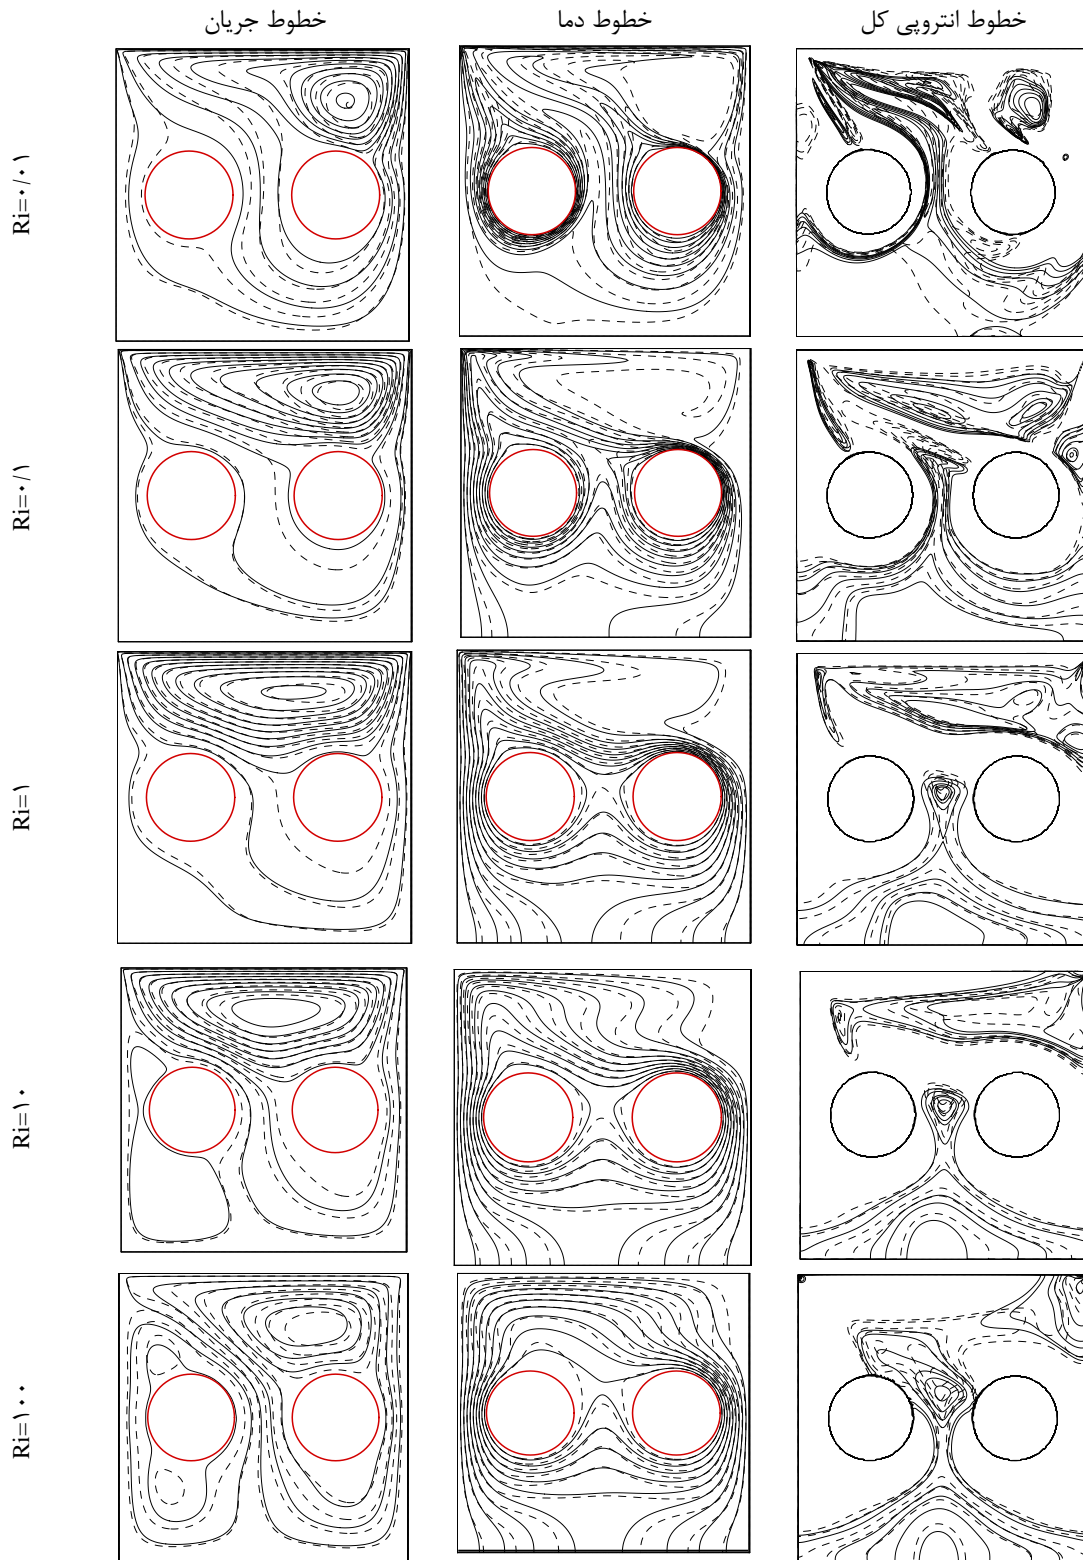 خطوط جریان
خطوط دما
خطوط انتروپی کل
Ri=۰/۰۱
Ri=۰/۱
Ri=۱
Ri=۱۰
Ri=۱۰۰